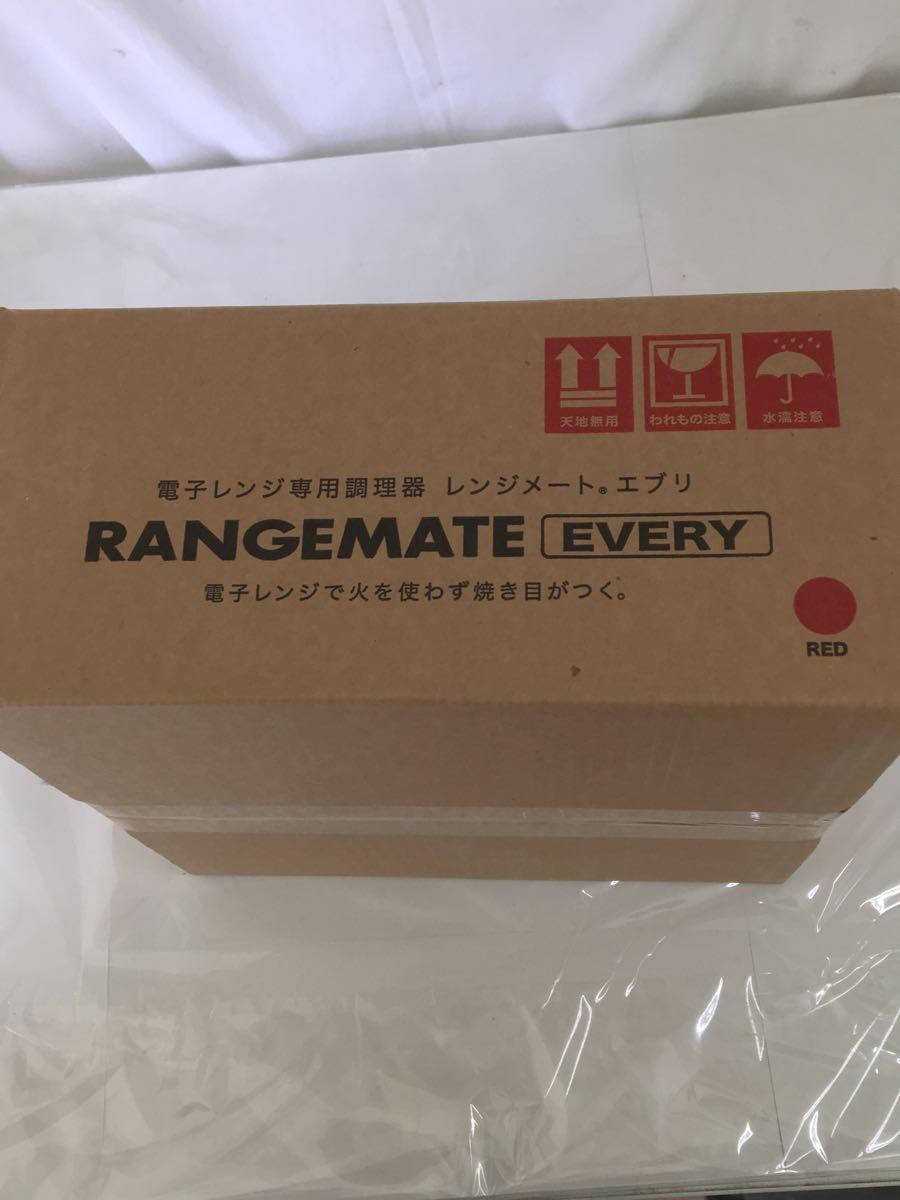 天地無用
われもの注意
水濡注意
電子レンジ専用調理器 レンジメート®エブリ
RANGEMATE EVERY
電子レンジで火を使わず焼き目がつく。
RED